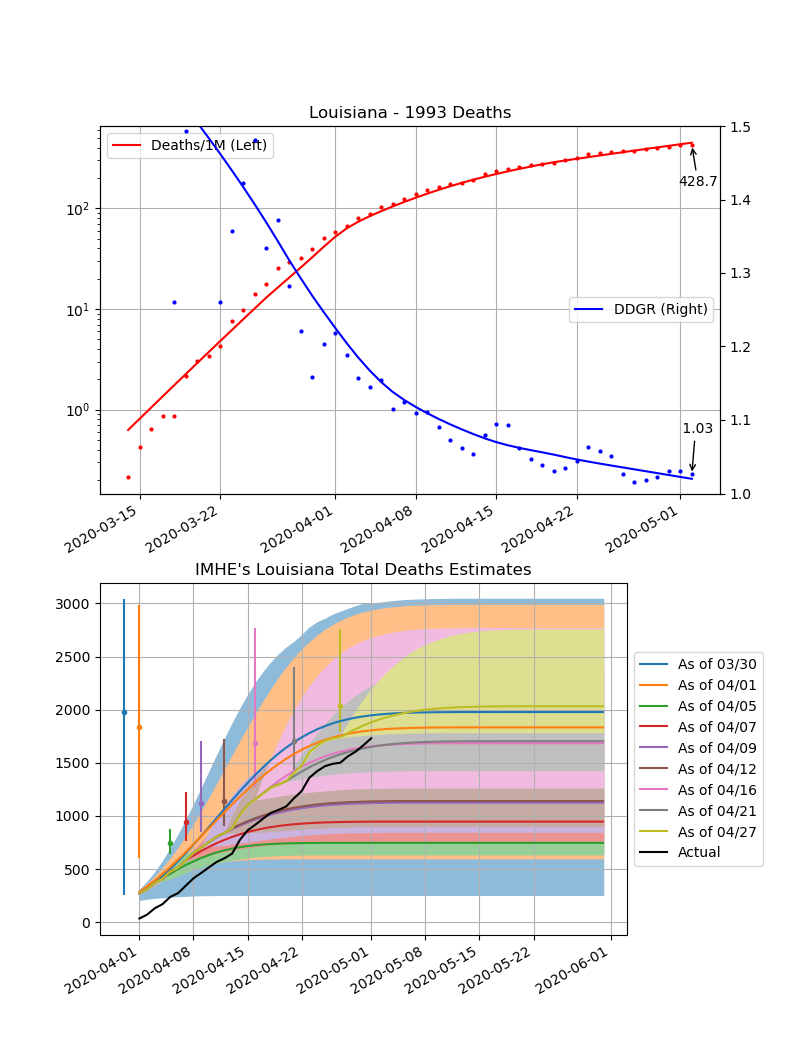 Louisiana - 1993 Deaths
Deaths/1M (Left)
DDGR (Right)
428.7
1.03
10²
10¹
10⁰
1.5
1.4
1.3
1.2
1.1
1.0
2020-03-15
2020-03-22
2020-04-01
2020-04-08
2020-04-15
2020-04-22
2020-05-01
IMHE's Louisiana Total Deaths Estimates
3000
2500
2000
1500
1000
500
0
2020-04-01
2020-04-08
2020-04-15
2020-04-22
2020-05-01
2020-05-08
2020-05-15
2020-05-22
2020-06-01
As of 03/30
As of 04/01
As of 04/05
As of 04/07
As of 04/09
As of 04/12
As of 04/16
As of 04/21
As of 04/27
Actual